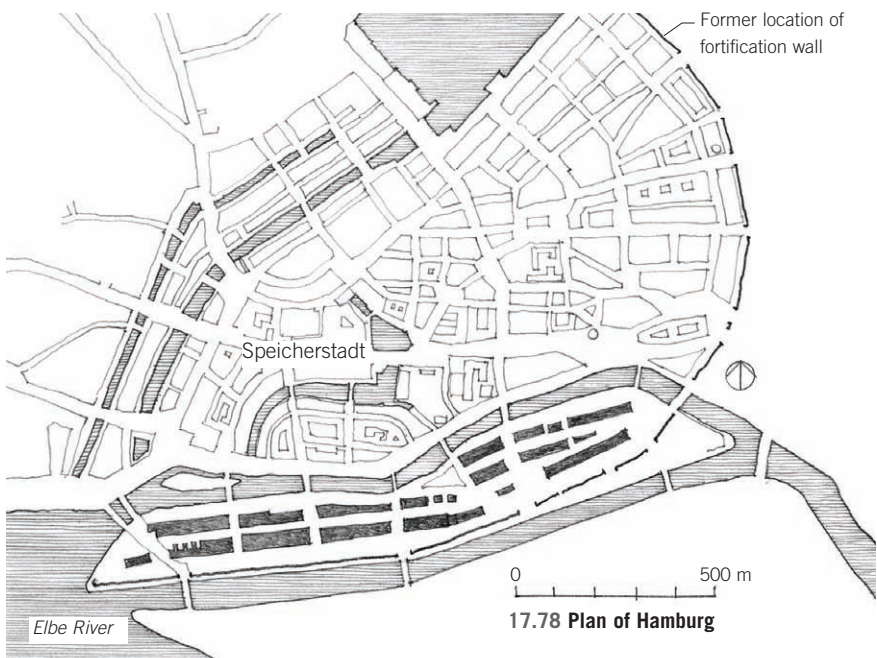 Former location of
fortification wall
Speicherstadt
0 500 m
Elbe River
17.78 Plan of Hamburg